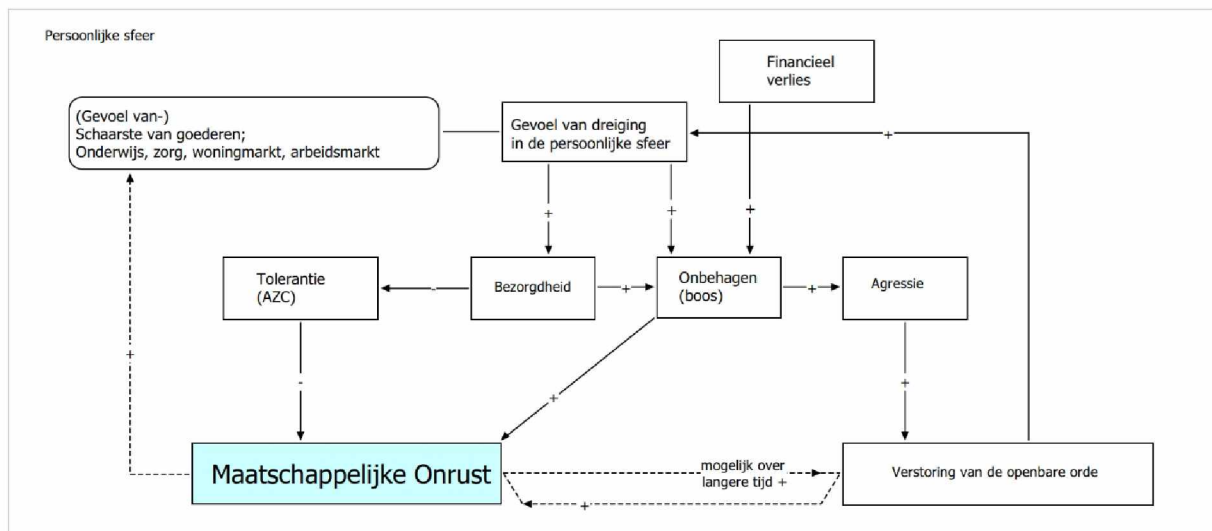 Persoonlijke sfeer
Financieel
verlies
(Gevoel van-)
Schaarste van goederen;
Onderwijs, zorg, woningmarkt, arbeidsmarkt
Gevoel van dreiging
in de persoonlijke sfeer
+
+
+
+
Tolerantie
(AZC)
-
Bezorgdheid
+
Onbehagen
(boos)
+
Agressie
+
-
+
+
Maatschappelijke Onrust
mogelijk over
langere tijd +
+
Verstoring van de openbare orde